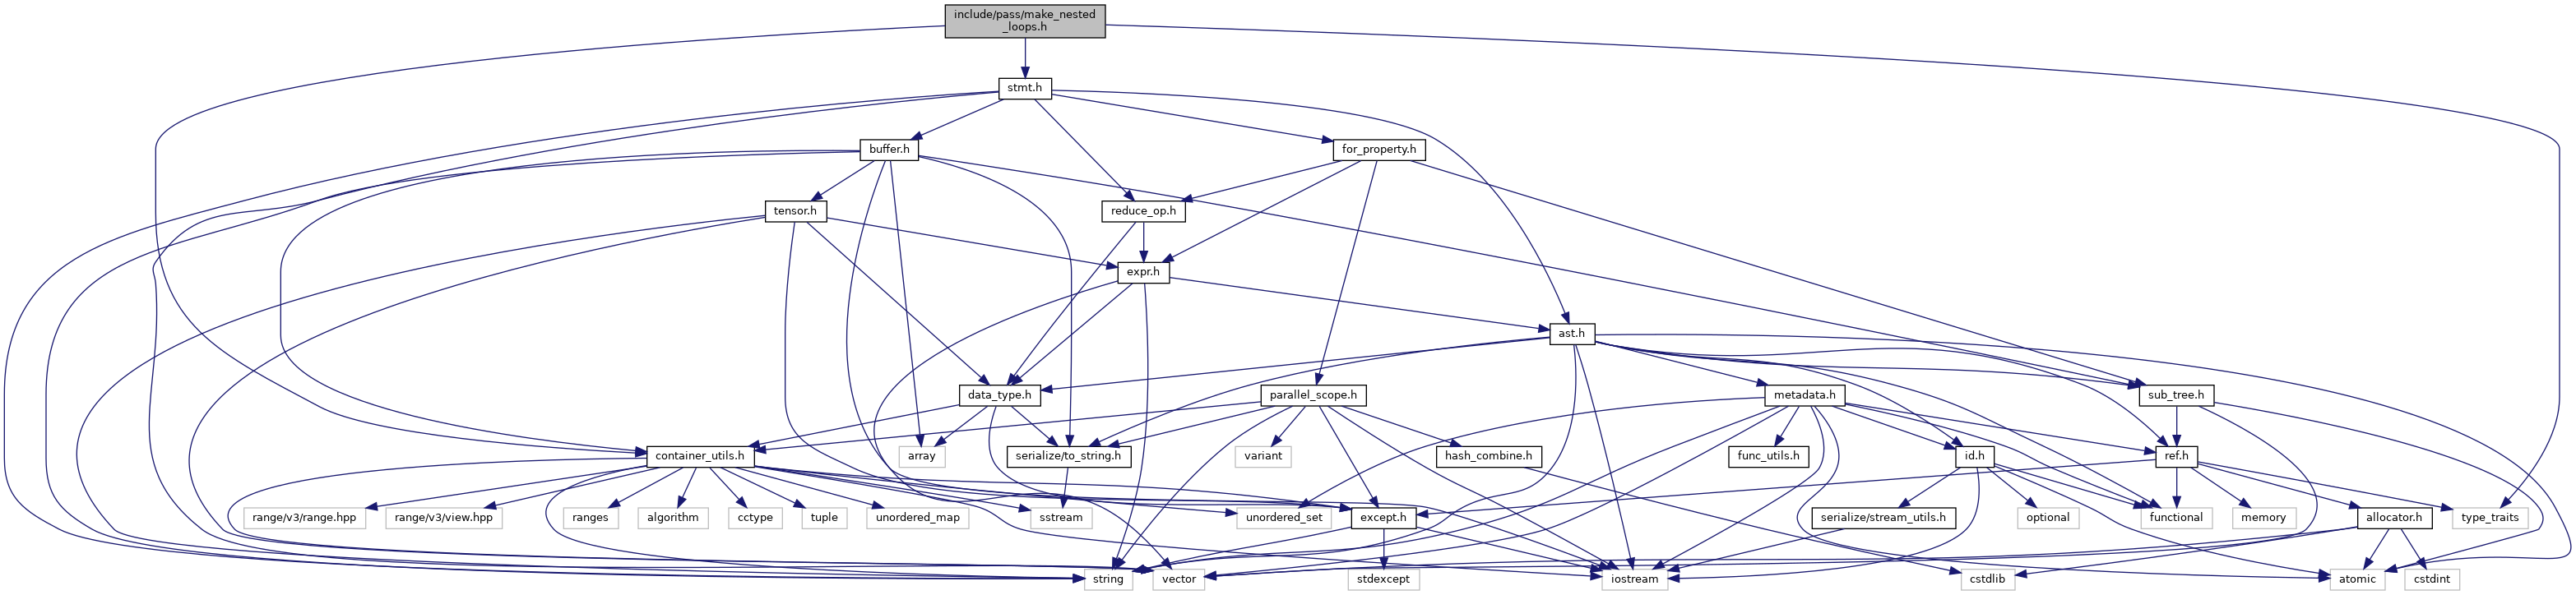 include/pass/make_nested
_loops.h
stmt.h
buffer.h
for_property.h
tensor.h
reduce_op.h
expr.h
ast.h
data_type.h
parallel_scope.h
metadata.h
sub_tree.h
container_utils.h
array
serialize/to_string.h
variant
hash_combine.h
func_utils.h
id.h
ref.h
range/v3/range.hpp
range/v3/view.hpp
ranges
algorithm
cctype
tuple
unordered_map
sstream
unordered_set
except.h
serialize/stream_utils.h
optional
functional
memory
allocator.h
type_traits
string
vector
stdexcept
iostream
cstdlib
atomic
cstdint